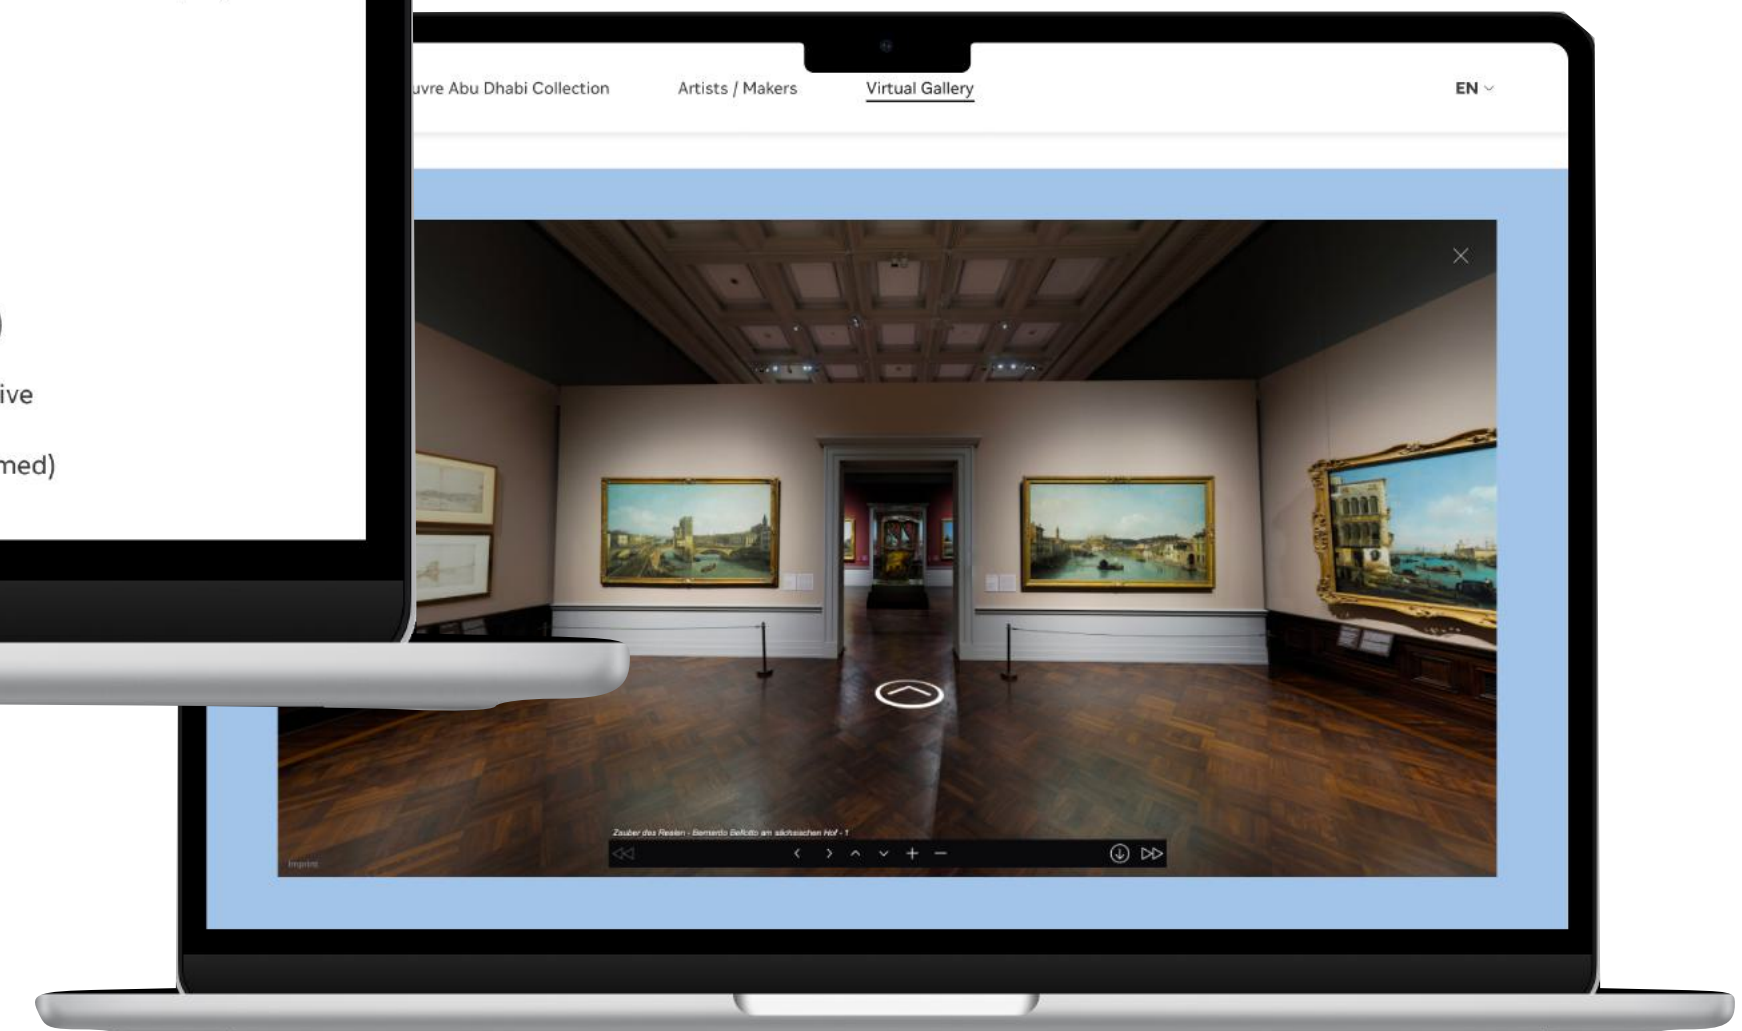 uvre Abu Dhabi Collection Artists / Makers Virtual Gallery EN
ive
med)
Zauber des Realen - Bernardo Bellotto am sächsischen Hof - 1
Imprint